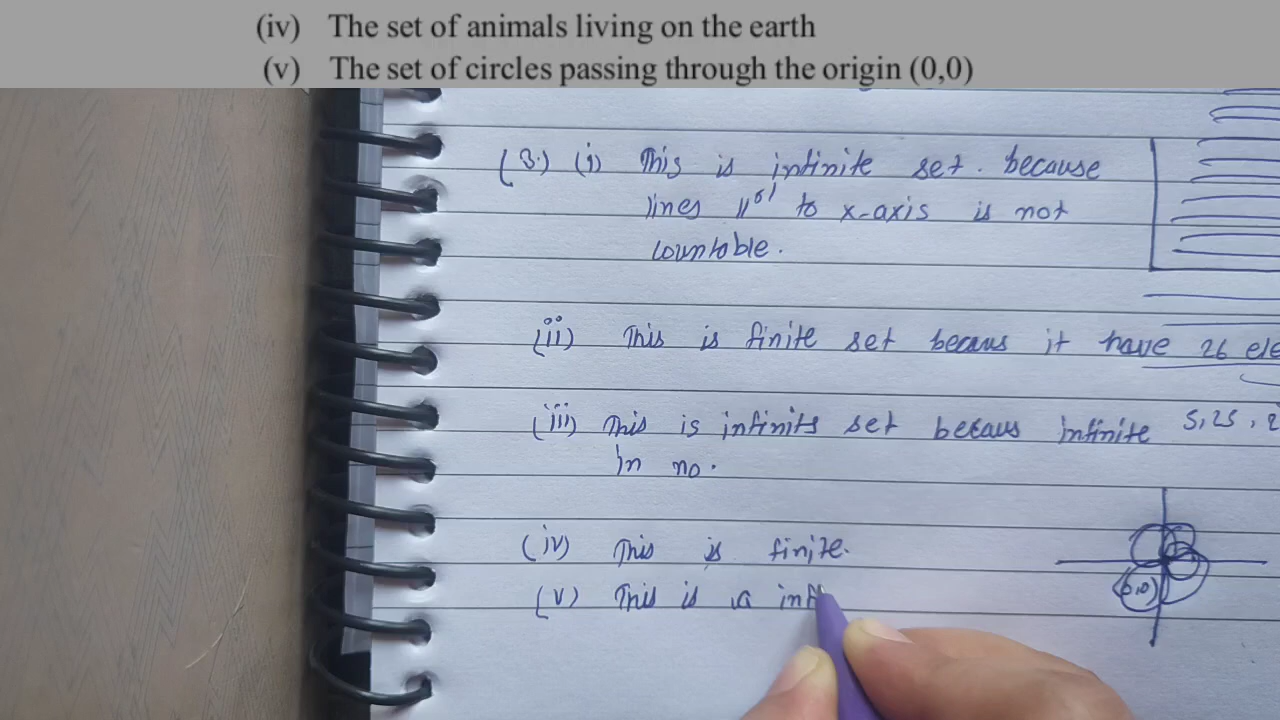 (iv) The set of animals living on the earth
(v) The set of circles passing through the origin (0,0)
(3.) (i) This is infinite set. because
lines 11 to x-axis is not
countable.
(ii) This is finite set becaus it have 26 ele
(iii) This is infinits set becaus infinite 5, 25, 2
in no.
(iv) This is finite.
(v) This is a inf
(0,0)